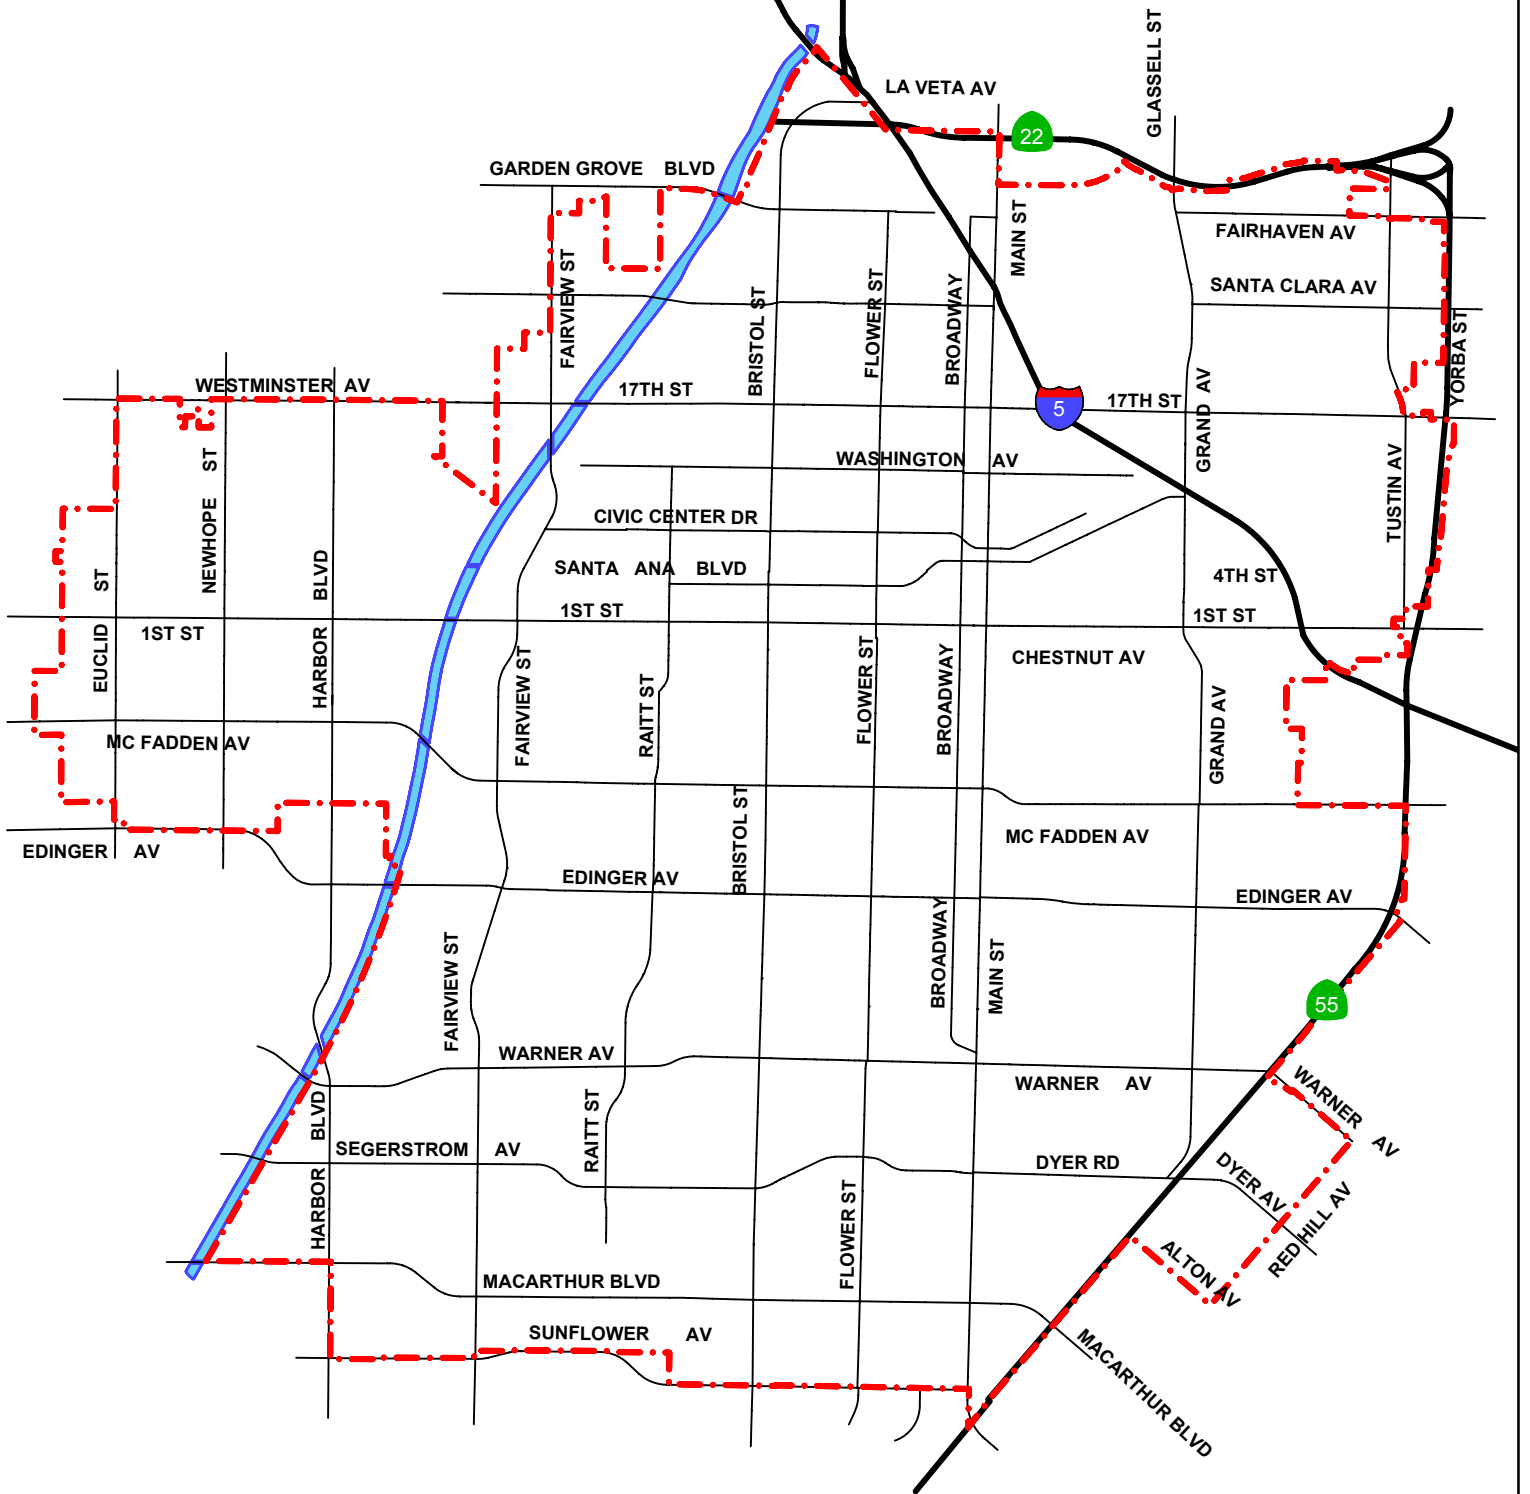 GLASSELL ST
LA VETA AV
22
GARDEN GROVE BLVD
MAIN ST
FAIRHAVEN AV
FAIRVIEW ST
BRISTOL ST
FLOWER ST
BROADWAY
SANTA CLARA AV
YORBA ST
WESTMINSTER AV
17TH ST
5
17TH ST
GRAND AV
NEWHOPE ST
WASHINGTON AV
TUSTIN AV
CIVIC CENTER DR
EUCLID ST
HARBOR BLVD
SANTA ANA BLVD
4TH ST
1ST ST
1ST ST
1ST ST
CHESTNUT AV
FAIRVIEW ST
RAITT ST
FLOWER ST
BROADWAY
GRAND AV
MC FADDEN AV
BRISTOL ST
MC FADDEN AV
EDINGER AV
EDINGER AV
EDINGER AV
FAIRVIEW ST
BROADWAY
MAIN ST
55
WARNER AV
WARNER AV
WARNER AV
HARBOR BLVD
RAITT ST
SEGERSTROM AV
DYER RD
DYER AV
RED HILL AV
FLOWER ST
ALTON AV
MACARTHUR BLVD
SUNFLOWER AV
MACARTHUR BLVD